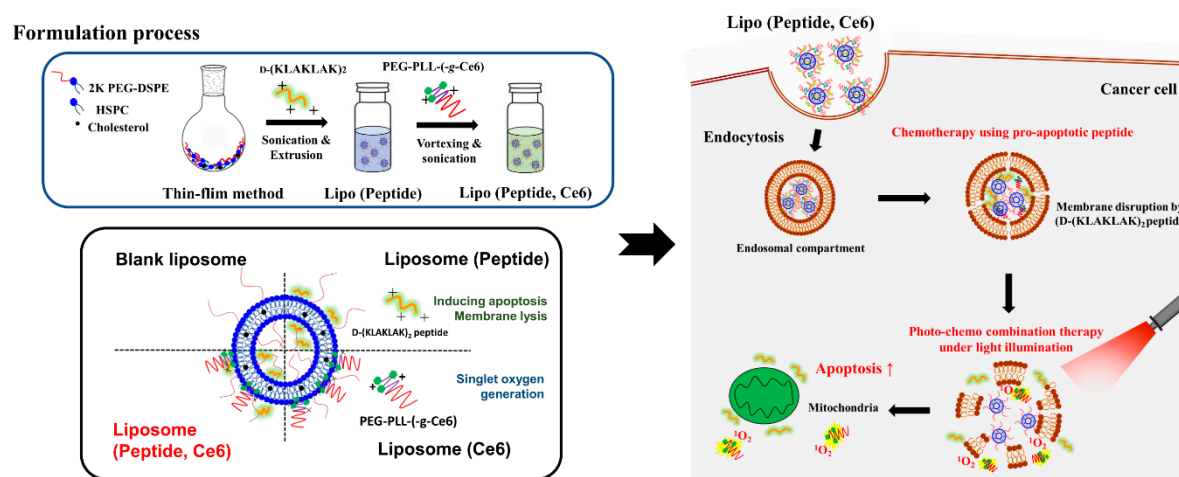 Formulation process
2K PEG-DSPE
HSPC
Cholesterol
D-(KLAKLAK)2
Sonication &
Extrusion
PEG-PLL-(-g-Ce6)
Vortexing &
sonication
Thin-flim method
Lipo (Peptide)
Lipo (Peptide, Ce6)
Blank liposome
Liposome (Peptide)
Inducing apoptosis
Membrane lysis
D-(KLAKLAK)₂ peptide
Singlet oxygen
generation
PEG-PLL-(-g-Ce6)
Liposome
(Peptide, Ce6)
Liposome (Ce6)
Lipo (Peptide, Ce6)
Cancer cell
Endocytosis
Chemotherapy using pro-apoptotic peptide
Endosomal compartment
Membrane disruption by
(D-(KLAKLAK)₂ peptid
Photo-chemo combination therapy
under light illumination
Apoptosis ↑
Mitochondria
¹O₂
¹O₂
¹O₂
¹O₂